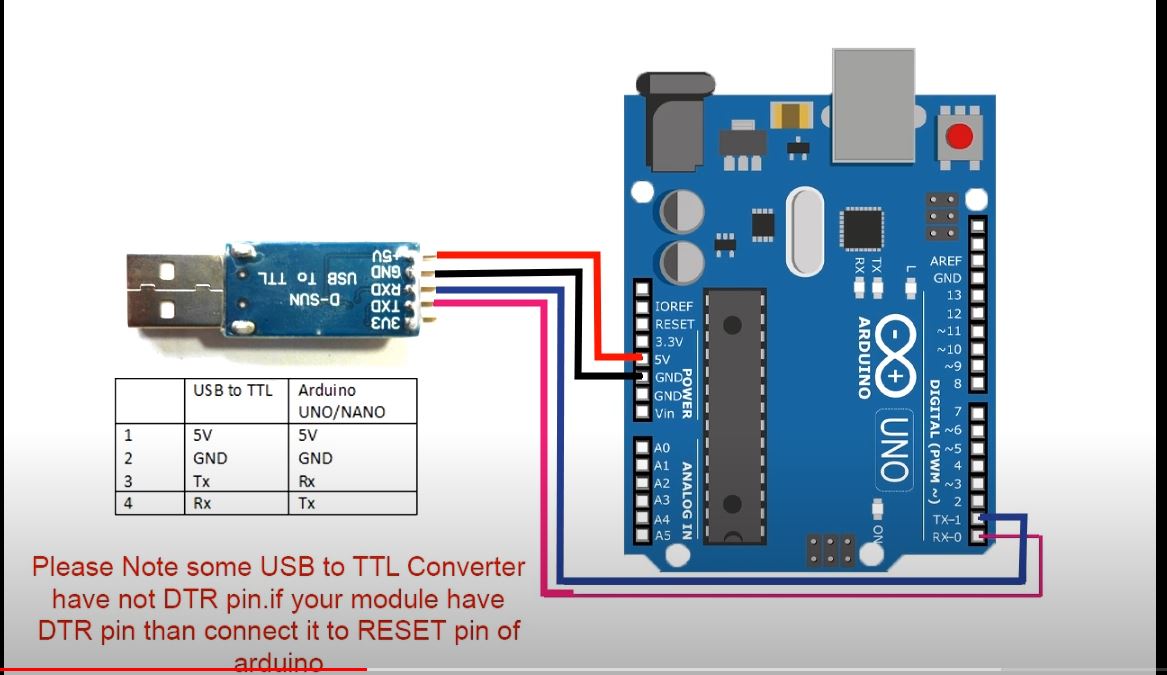 +5V
GND
RXD
TXD
3V3
D-SUN
USB To TTL
USB to TTL Arduino
UNO/NANO
1 5V 5V
2 GND GND
3 Tx Rx
4 Rx Tx
Please Note some USB to TTL Converter
have not DTR pin.if your module have
DTR pin than connect it to RESET pin of
arduino
IOREF
RESET
3.3V
5V
GND
GND
Vin
POWER
A0
A1
A2
A3
A4
A5
ANALOG IN
RX
TX
L
ARDUINO
UNO
ON
AREF
GND
13
12
~11
~10
~9
8
7
~6
~5
4
~3
2
TX-1
RX-0
DIGITAL (PWM ~)